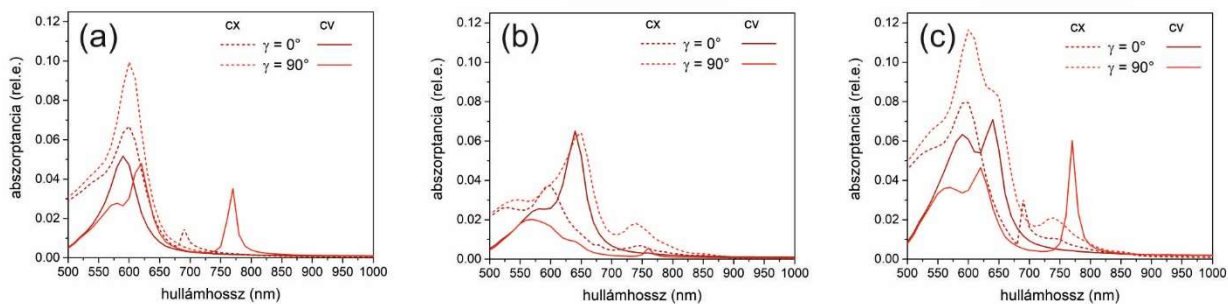 (a)
CX CV
γ = 0°
γ = 90°
abszorptancia (rel.e.)
0.12
0.10
0.08
0.06
0.04
0.02
0.00
500 550 600 650 700 750 800 850 900 950 1000
hullámhossz (nm)
(b)
CX CV
γ = 0°
γ = 90°
abszorptancia (rel.e.)
0.12
0.10
0.08
0.06
0.04
0.02
0.00
500 550 600 650 700 750 800 850 900 950 1000
hullámhossz (nm)
(c)
CX CV
γ = 0°
γ = 90°
abszorptancia (rel.e.)
0.12
0.10
0.08
0.06
0.04
0.02
0.00
500 550 600 650 700 750 800 850 900 950 1000
hullámhossz (nm)